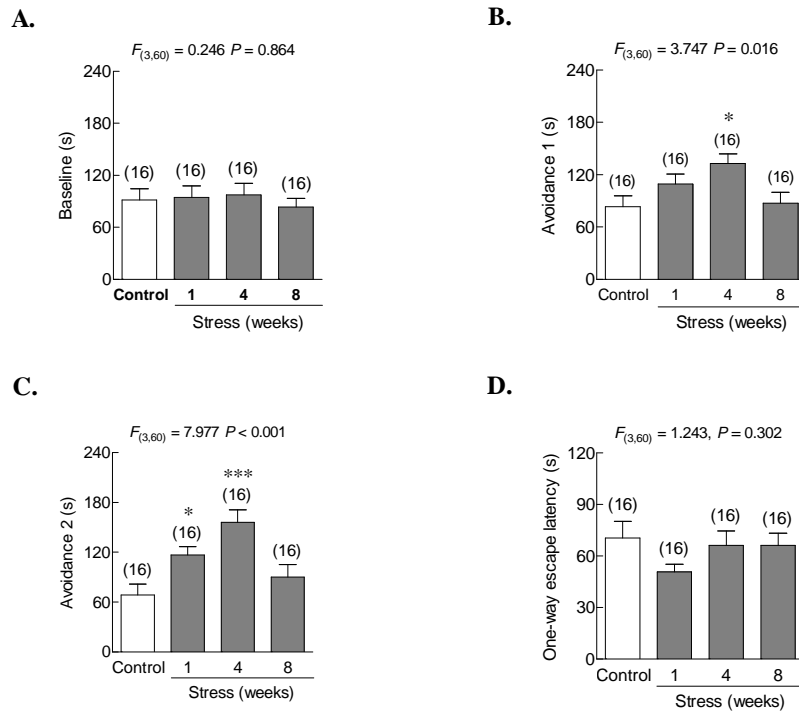 A.
F(3,60) = 0.246 P = 0.864
240
180
120
60
0
Baseline (s)
(16) (16) (16) (16)
Control 1 4 8
Stress (weeks)
B.
F(3,60) = 3.747 P = 0.016
240
180
120
60
0
Avoidance 1 (s)
*
(16) (16) (16) (16)
Control 1 4 8
Stress (weeks)
C.
F(3,60) = 7.977 P < 0.001
240
180
120
60
0
Avoidance 2 (s)
* ***
(16) (16) (16) (16)
Control 1 4 8
Stress (weeks)
D.
F(3,60) = 1.243, P = 0.302
120
90
60
30
0
One-way escape latency (s)
(16) (16) (16) (16)
Control 1 4 8
Stress (weeks)